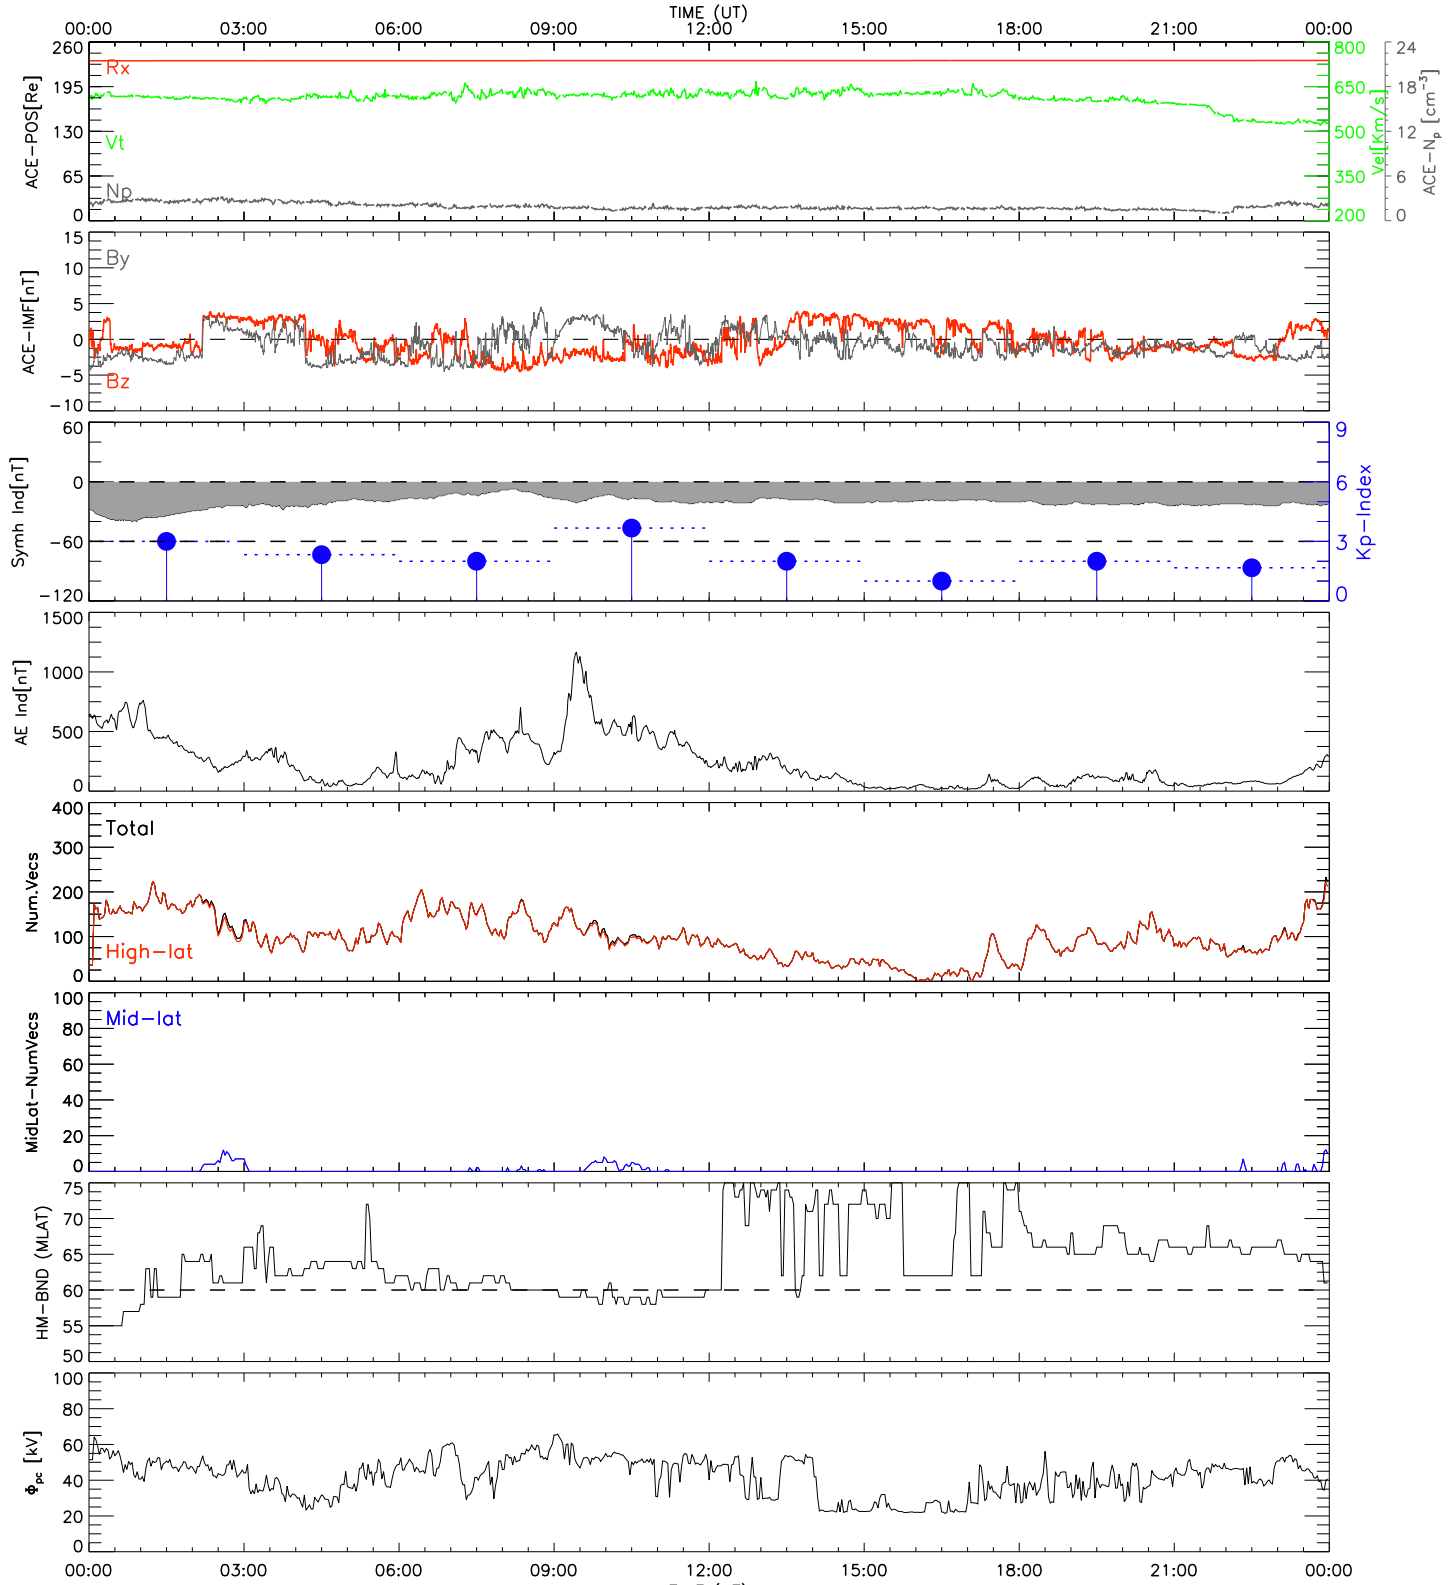 TIME (UT)
00:00 03:00 06:00 09:00 12:00 15:00 18:00 21:00 00:00
260
195
130
65
0
ACE-POS[Re]
Rx
Vt
Np
800
650
500
350
200
Vel[Km/s]
24
18
12
6
0
ACE-Np [cm-3]
15
10
5
0
-5
-10
ACE-IMF[nT]
By
Bz
60
0
-60
-120
Symh Ind[nT]
9
6
3
0
Kp-Index
1500
1000
500
0
AE Ind[nT]
400
300
200
100
0
Num.Vecs
Total
High-lat
100
80
60
40
20
0
MidLat-NumVecs
Mid-lat
75
70
65
60
55
50
HM-BND (MLAT)
100
80
60
40
20
0
Φpc [kV]
00:00 03:00 06:00 09:00 12:00 15:00 18:00 21:00 00:00